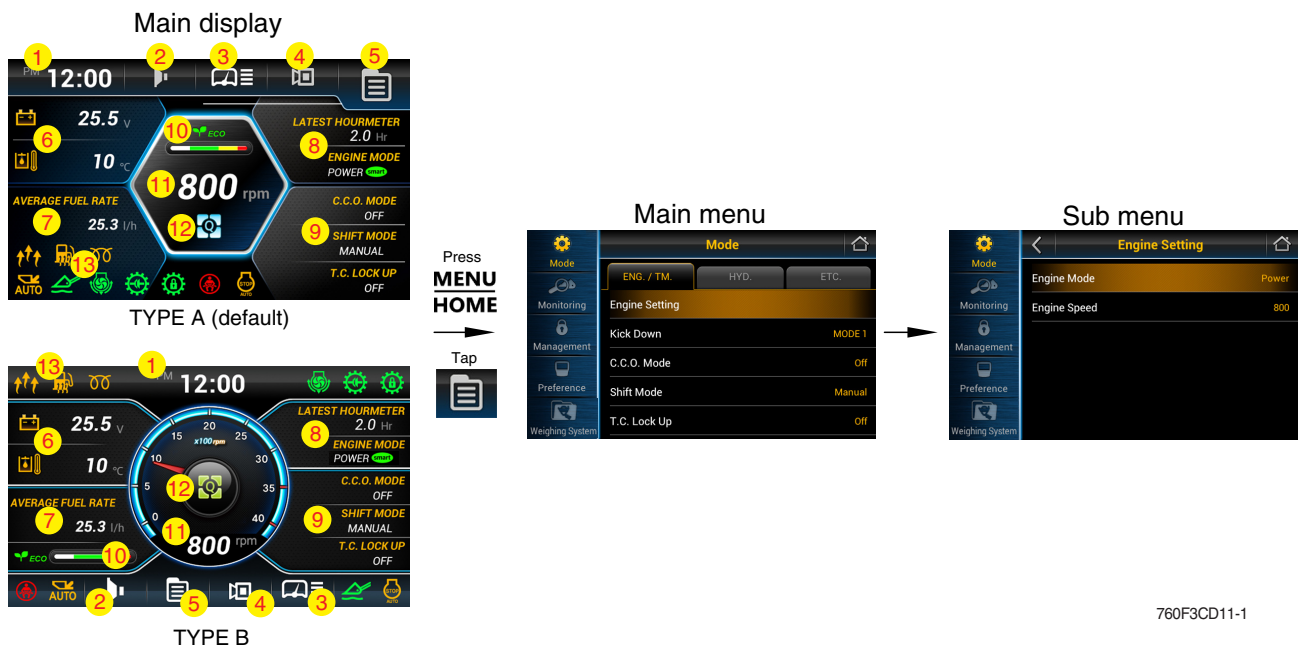 Main display
1
2
3
4
5
PM 12:00
25.5 V
6
10 °C
AVERAGE FUEL RATE
7
25.3 l/h
13
AUTO
STOP
AUTO
10
ECO
11
800 rpm
12
LATEST HOURMETER
2.0 Hr
8
ENGINE MODE
POWER smart
C.C.O. MODE
OFF
9
SHIFT MODE
MANUAL
T.C. LOCK UP
OFF
TYPE A (default)
13
1
PM 12:00
25.5 V
6
10 °C
AVERAGE FUEL RATE
7
25.3 l/h
ECO
10
x100 rpm
0
5
10
15
20
25
30
35
40
12
11
800 rpm
LATEST HOURMETER
2.0 Hr
8
ENGINE MODE
POWER smart
C.C.O. MODE
OFF
9
SHIFT MODE
MANUAL
T.C. LOCK UP
OFF
AUTO
2
5
4
3
STOP
AUTO
TYPE B
Press
MENU
HOME
Tap
Main menu
Mode
Monitoring
Management
Preference
Weighing System
Mode
ENG. / TM.
HYD.
ETC.
Engine Setting
Kick Down MODE 1
C.C.O. Mode Off
Shift Mode Manual
T.C. Lock Up Off
Sub menu
Mode
Monitoring
Management
Preference
Weighing System
Engine Setting
Engine Mode Power
Engine Speed 800
760F3CD11-1